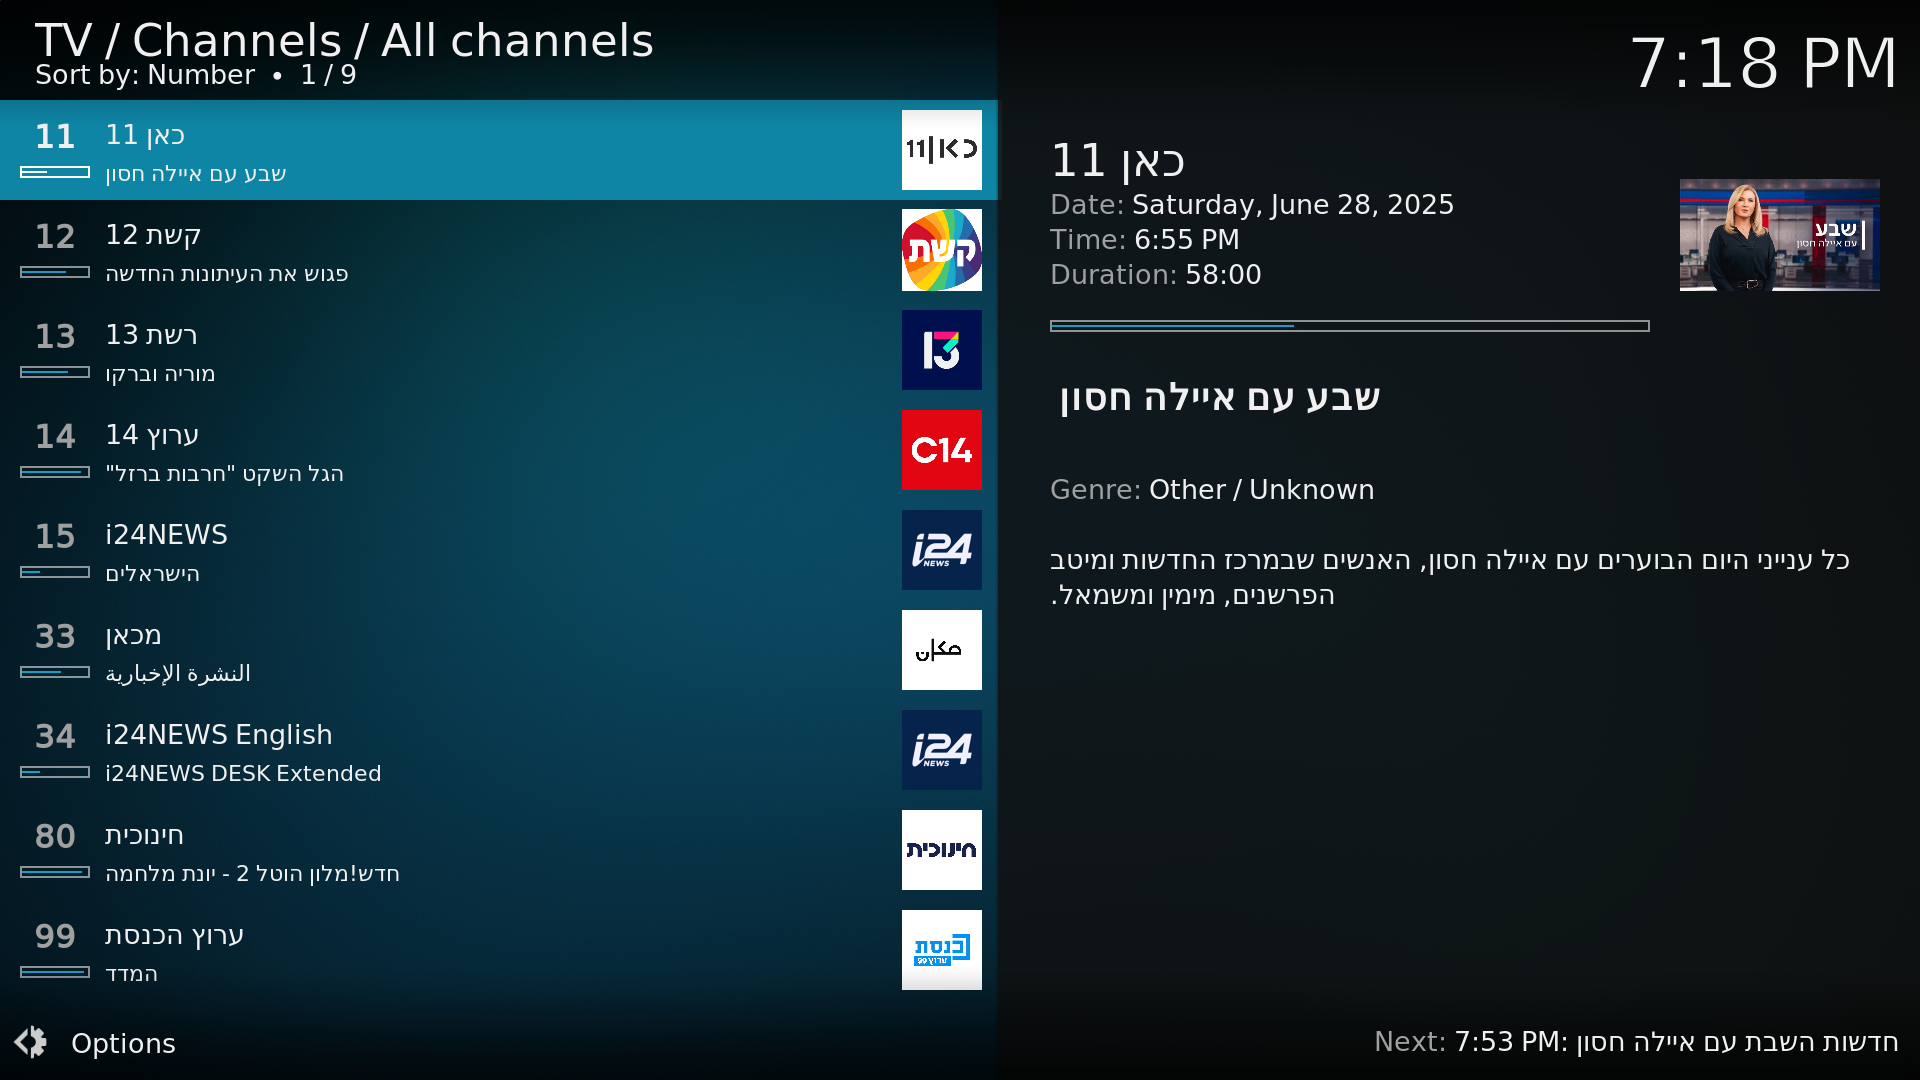 TV / Channels / All channels
Sort by: Number • 1 / 9
7:18 PM
11
כאן 11
שבע עם איילה חסון
כאן|11
12
קשת 12
פגוש את העיתונות החדשה
קשת
13
רשת 13
מוריה וברקו
13
14
ערוץ 14
הגל השקט "חרבות ברזל"
C14
15
i24NEWS
הישראלים
i24
NEWS
33
מכאן
النشرة الإخبارية
مكان
34
i24NEWS English
i24NEWS DESK Extended
i24
NEWS
80
חינוכית
חדש!מלון הוטל 2 - יונת מלחמה
חינוכית
99
ערוץ הכנסת
המדד
כנסת
ערוץ 99
Options
כאן 11
Date: Saturday, June 28, 2025
Time: 6:55 PM
Duration: 58:00
שבע
עם איילה חסון
שבע עם איילה חסון
Genre: Other / Unknown
כל ענייני היום הבוערים עם איילה חסון, האנשים שבמרכז החדשות ומיטב
הפרשנים, מימין ומשמאל.
Next: 7:53 PM: חדשות השבת עם איילה חסון